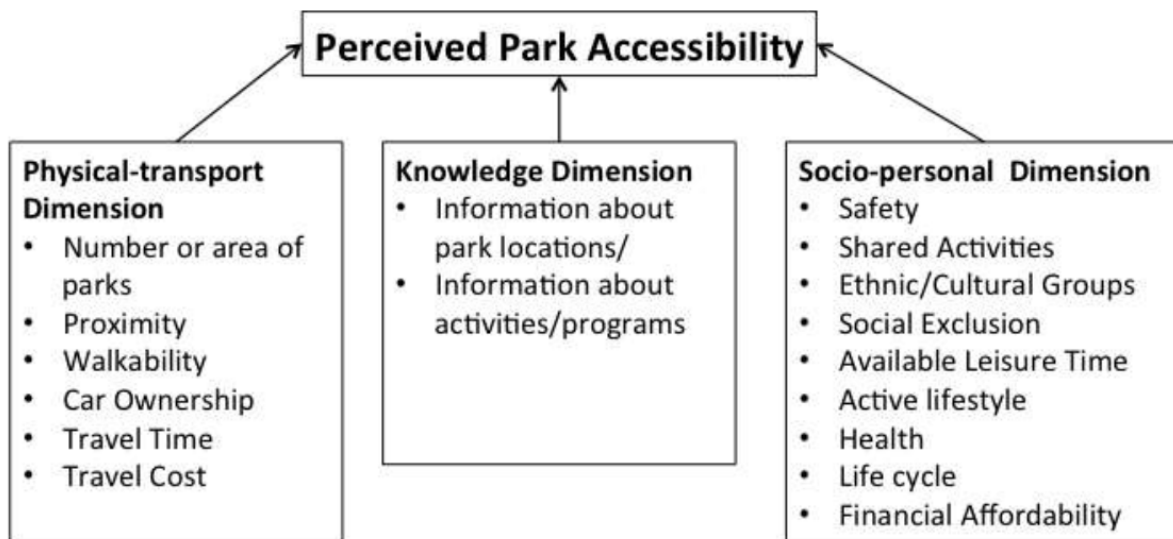 Perceived Park Accessibility
Physical-transport
Dimension
• Number or area of
parks
• Proximity
• Walkability
• Car Ownership
• Travel Time
• Travel Cost
Knowledge Dimension
• Information about
park locations/
• Information about
activities/programs
Socio-personal Dimension
• Safety
• Shared Activities
• Ethnic/Cultural Groups
• Social Exclusion
• Available Leisure Time
• Active lifestyle
• Health
• Life cycle
• Financial Affordability